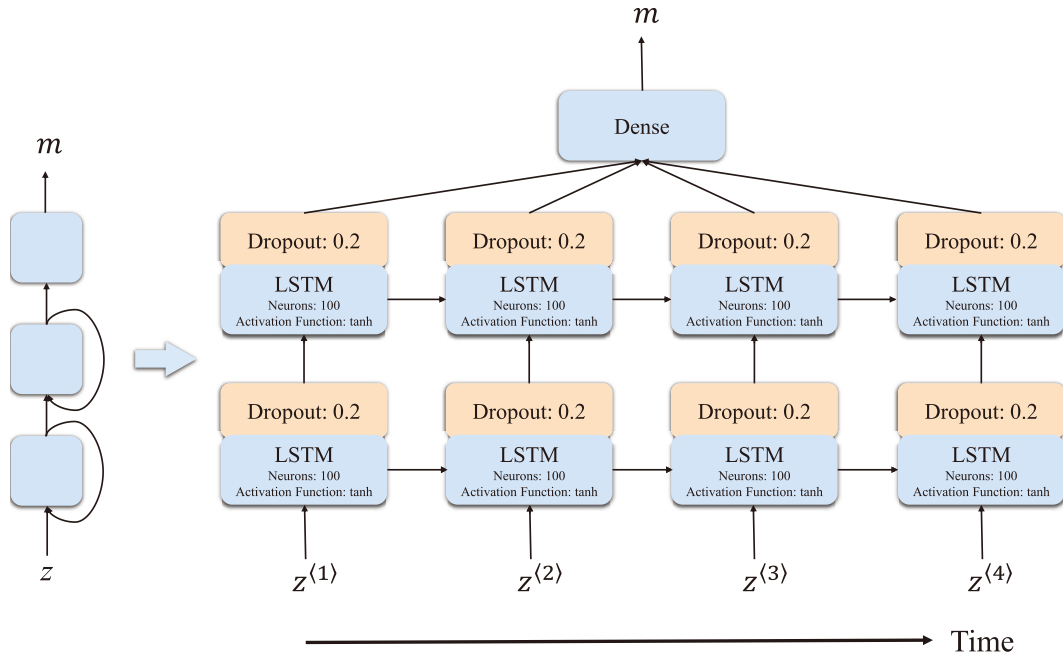 m
z
m
Dense
Dropout: 0.2
LSTM
Neurons: 100
Activation Function: tanh
Dropout: 0.2
LSTM
Neurons: 100
Activation Function: tanh
Dropout: 0.2
LSTM
Neurons: 100
Activation Function: tanh
Dropout: 0.2
LSTM
Neurons: 100
Activation Function: tanh
Dropout: 0.2
LSTM
Neurons: 100
Activation Function: tanh
Dropout: 0.2
LSTM
Neurons: 100
Activation Function: tanh
Dropout: 0.2
LSTM
Neurons: 100
Activation Function: tanh
Dropout: 0.2
LSTM
Neurons: 100
Activation Function: tanh
z⟨1⟩
z⟨2⟩
z⟨3⟩
z⟨4⟩
Time